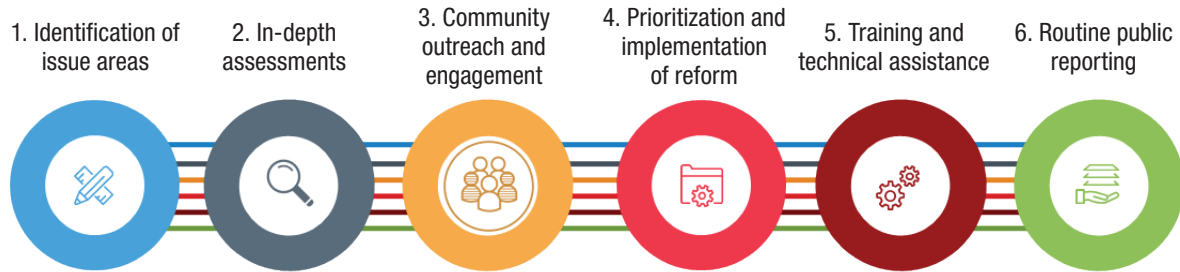 1. Identification of
issue areas
2. In-depth
assessments
3. Community
outreach and
engagement
4. Prioritization and
implementation
of reform
5. Training and
technical assistance
6. Routine public
reporting